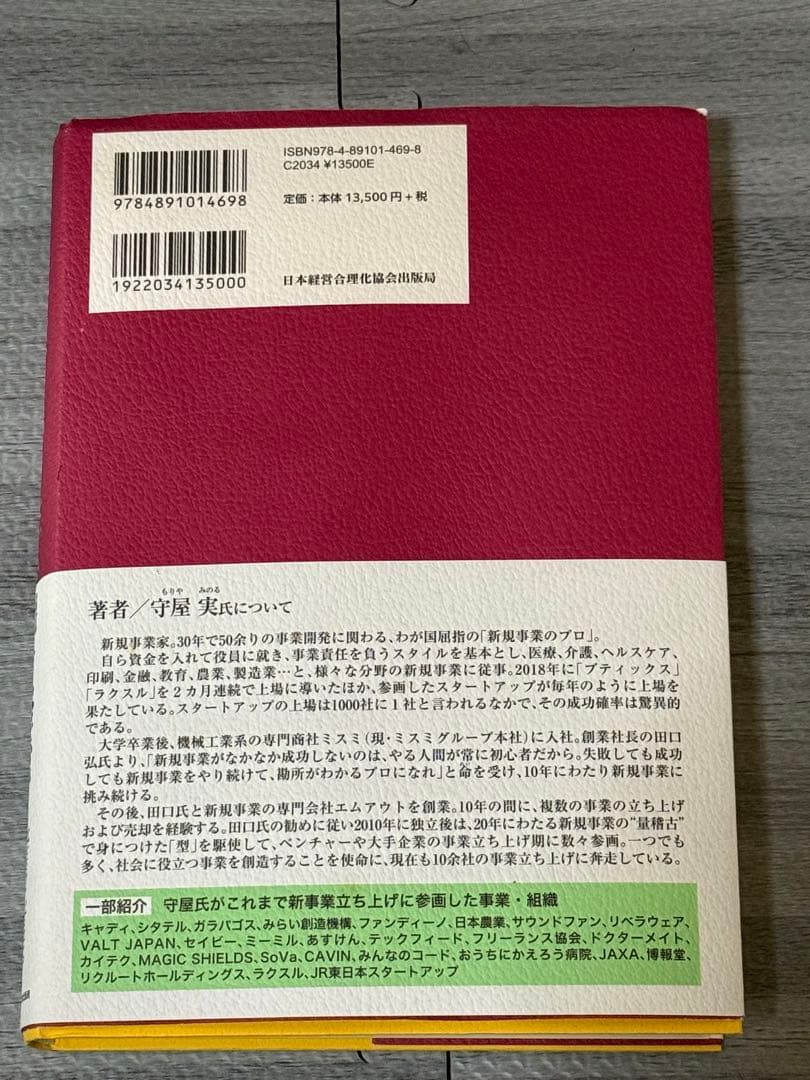 ISBN978-4-89101-469-8
C2034 ¥13500E
9784891014698
定価：本体 13,500円+税
1922034135000
日本経営合理化協会出版局
もりや みのる
著者／守屋 実氏について
新規事業家。30年で50余りの事業開発に関わる、わが国屈指の「新規事業のプロ」。
自ら資金を入れて役員に就き、事業責任を負うスタイルを基本とし、医療、介護、ヘルスケア、
印刷、金融、教育、農業、製造業…と、様々な分野の新規事業に従事。2018年に「ブティックス」
「ラクスル」を2カ月連続で上場に導いたほか、参画したスタートアップが毎年のように上場を
果たしている。スタートアップの上場は1000社に1社と言われるなかで、その成功確率は驚異的
である。
大学卒業後、機械工業系の専門商社ミスミ（現・ミスミグループ本社）に入社。創業社長の田口
弘氏より、「新規事業がなかなか成功しないのは、やる人間が常に初心者だから。失敗しても成功
しても新規事業をやり続けて、勘所がわかるプロになれ」と命を受け、10年にわたり新規事業に
挑み続ける。
その後、田口氏と新規事業の専門会社エムアウトを創業。10年の間に、複数の事業の立ち上げ
および売却を経験する。田口氏の勧めに従い2010年に独立後は、20年にわたる新規事業の“量稽古”
で身につけた「型」を駆使して、ベンチャーや大手企業の事業立ち上げ期に数々参画。一つでも
多く、社会に役立つ事業を創造することを使命に、現在も10余社の事業立ち上げに奔走している。
一部紹介 守屋氏がこれまで新事業立ち上げに参画した事業・組織
キャディ、シタテル、ガラパゴス、みらい創造機構、ファンディーノ、日本農業、サウンドファン、リベラウェア、
VALT JAPAN、セイビー、ミーミル、あすけん、テックフィード、フリーランス協会、ドクターメイト、
カイテク、MAGIC SHIELDS、SoVa、CAVIN、みんなのコード、おうちにかえろう病院、JAXA、博報堂、
リクルートホールディングス、ラクスル、JR東日本スタートアップ